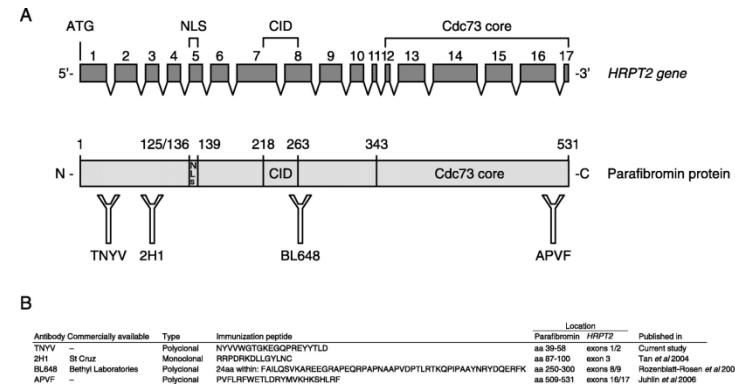 A
ATG NLS CID Cdc73 core
1 2 3 4 5 6 7 8 9 10 11 12 13 14 15 16 17
5'- -3' HRPT2 gene
1 125/136 139 218 263 343 531
N - NLS CID Cdc73 core -C Parafibromin protein
TNYV 2H1 BL648 APVF
B
Location
Antibody Commercially available Type Immunization peptide Parafibromin HRPT2 Published in
TNYV – Polyclonal NYVVWGTGKEGQPREYYTLD aa 39-58 exons 1/2 Current study
2H1 St Cruz Monoclonal RRPDRKDLLGYLNC aa 87-100 exon 3 Tan et al 2004
BL648 Bethyl Laboratories Polyclonal 24aa within: FAILQSVKAREEGRAPEQRPAPNAAPVDPTLRTKQPIPAAYNRYDQERFK aa 250-300 exons 8/9 Rozenblatt-Rosen et al
APVF – Polyclonal PVFLRFWETLDRYMVKHKSHLRF aa 509-531 exons 16/17 Juhlin et al 2006